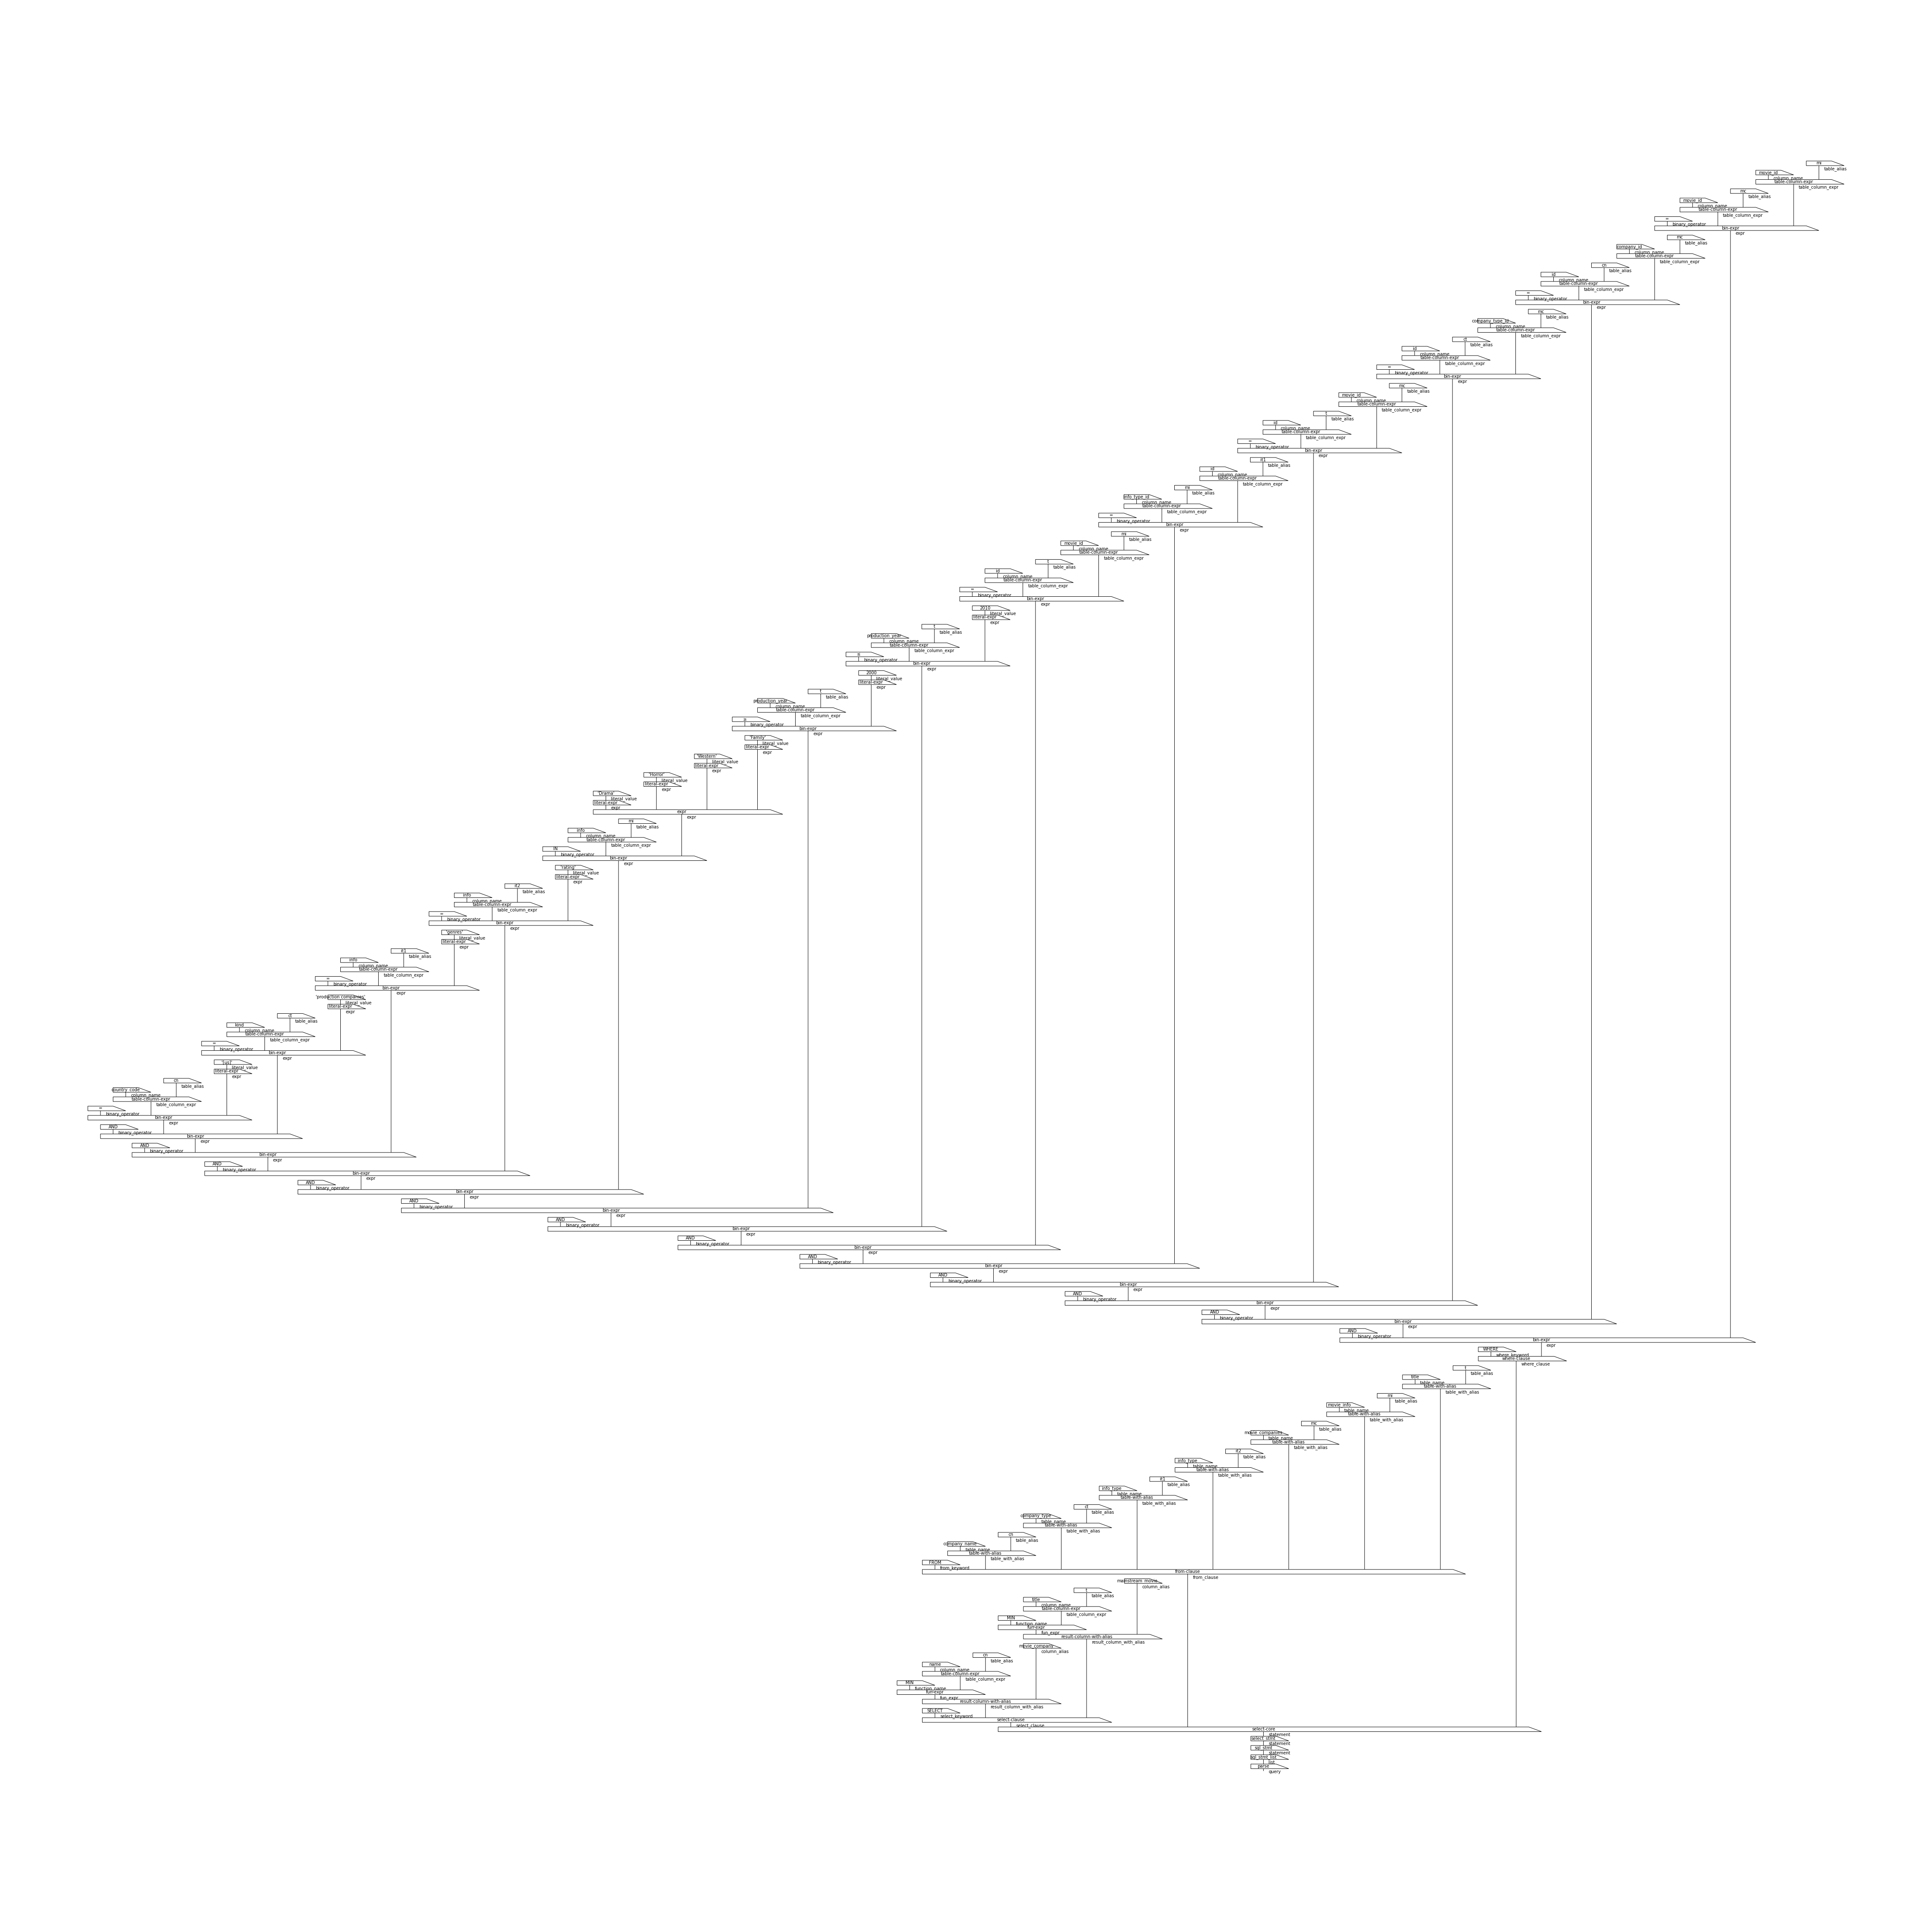 mi
table_alias
movie_id
column_name
table-column-expr
table_column_expr
mc
table_alias
movie_id
column_name
table-column-expr
table_column_expr
=
binary_operator
bin-expr
expr
mc
table_alias
company_id
column_name
table-column-expr
table_column_expr
cn
table_alias
id
column_name
table-column-expr
table_column_expr
=
binary_operator
bin-expr
expr
mc
table_alias
company_type_id
column_name
table-column-expr
table_column_expr
ct
table_alias
id
column_name
table-column-expr
table_column_expr
=
binary_operator
bin-expr
expr
mc
table_alias
movie_id
column_name
table-column-expr
table_column_expr
table_alias
id
column_name
table-column-expr
table_column_expr
=
binary_operator
bin-expr
expr
it1
table_alias
id
column_name
table-column-expr
table_column_expr
mi
table_alias
info_type_id
column_name
table-column-expr
table_column_expr
=
binary_operator
bin-expr
expr
mi
table_alias
movie_id
column_name
table-column-expr
table_column_expr
table_alias
id
column_name
table-column-expr
table_column_expr
=
binary_operator
bin-expr
expr
2010
literal_value
literal-expr
expr
table_alias
production_year
column_name
table-column-expr
table_column_expr
binary_operator
bin-expr
expr
2000
literal_value
literal-expr
expr
table_alias
production_year
column_name
table-column-expr
table_column_expr
binary_operator
bin-expr
expr
'Family'
literal_value
literal-expr
expr
'Western'
literal_value
literal-expr
expr
'Horror'
literal_value
literal-expr
expr
'Drama'
literal_value
literal-expr
expr
expr
expr
mi
table_alias
info
column_name
table-column-expr
table_column_expr
IN
binary_operator
bin-expr
expr
'rating'
literal_value
literal-expr
expr
it2
table_alias
info
column_name
table-column-expr
table_column_expr
=
binary_operator
bin-expr
expr
'genres'
literal_value
literal-expr
expr
it1
table_alias
info
column_name
table-column-expr
table_column_expr
=
binary_operator
bin-expr
expr
'production companies'
literal_value
literal-expr
expr
ct
table_alias
kind
column_name
table-column-expr
table_column_expr
=
binary_operator
bin-expr
expr
'[us]'
literal_value
literal-expr
expr
cn
table_alias
country_code
column_name
table-column-expr
table_column_expr
=
binary_operator
bin-expr
expr
AND
binary_operator
bin-expr
expr
AND
binary_operator
bin-expr
expr
AND
binary_operator
bin-expr
expr
AND
binary_operator
bin-expr
expr
AND
binary_operator
bin-expr
expr
AND
binary_operator
bin-expr
expr
AND
binary_operator
bin-expr
expr
AND
binary_operator
bin-expr
expr
AND
binary_operator
bin-expr
expr
AND
binary_operator
bin-expr
expr
AND
binary_operator
bin-expr
expr
AND
binary_operator
bin-expr
expr
WHERE
where_keyword
where-clause
where_clause
table_alias
title
table_name
table-with-alias
table_with_alias
mi
table_alias
movie_info
table_name
table-with-alias
table_with_alias
mc
table_alias
movie_companies
table_name
table-with-alias
table_with_alias
it2
table_alias
info_type
table_name
table-with-alias
table_with_alias
it1
table_alias
info_type
table_name
table-with-alias
table_with_alias
ct
table_alias
company_type
table_name
table-with-alias
table_with_alias
cn
table_alias
company_name
table_name
table-with-alias
table_with_alias
FROM
from_keyword
from-clause
from_clause
mainstream_movie
column_alias
table_alias
title
column_name
table-column-expr
table_column_expr
MIN
function_name
fun-expr
fun_expr
result-column-with-alias
result_column_with_alias
movie_company
column_alias
cn
table_alias
name
column_name
table-column-expr
table_column_expr
MIN
function_name
fun-expr
fun_expr
result-column-with-alias
result_column_with_alias
SELECT
select_keyword
select-clause
select_clause
select-core
statement
select_stmt
statement
sql_stmt
statement
sql_stmt_list
list
parse
query